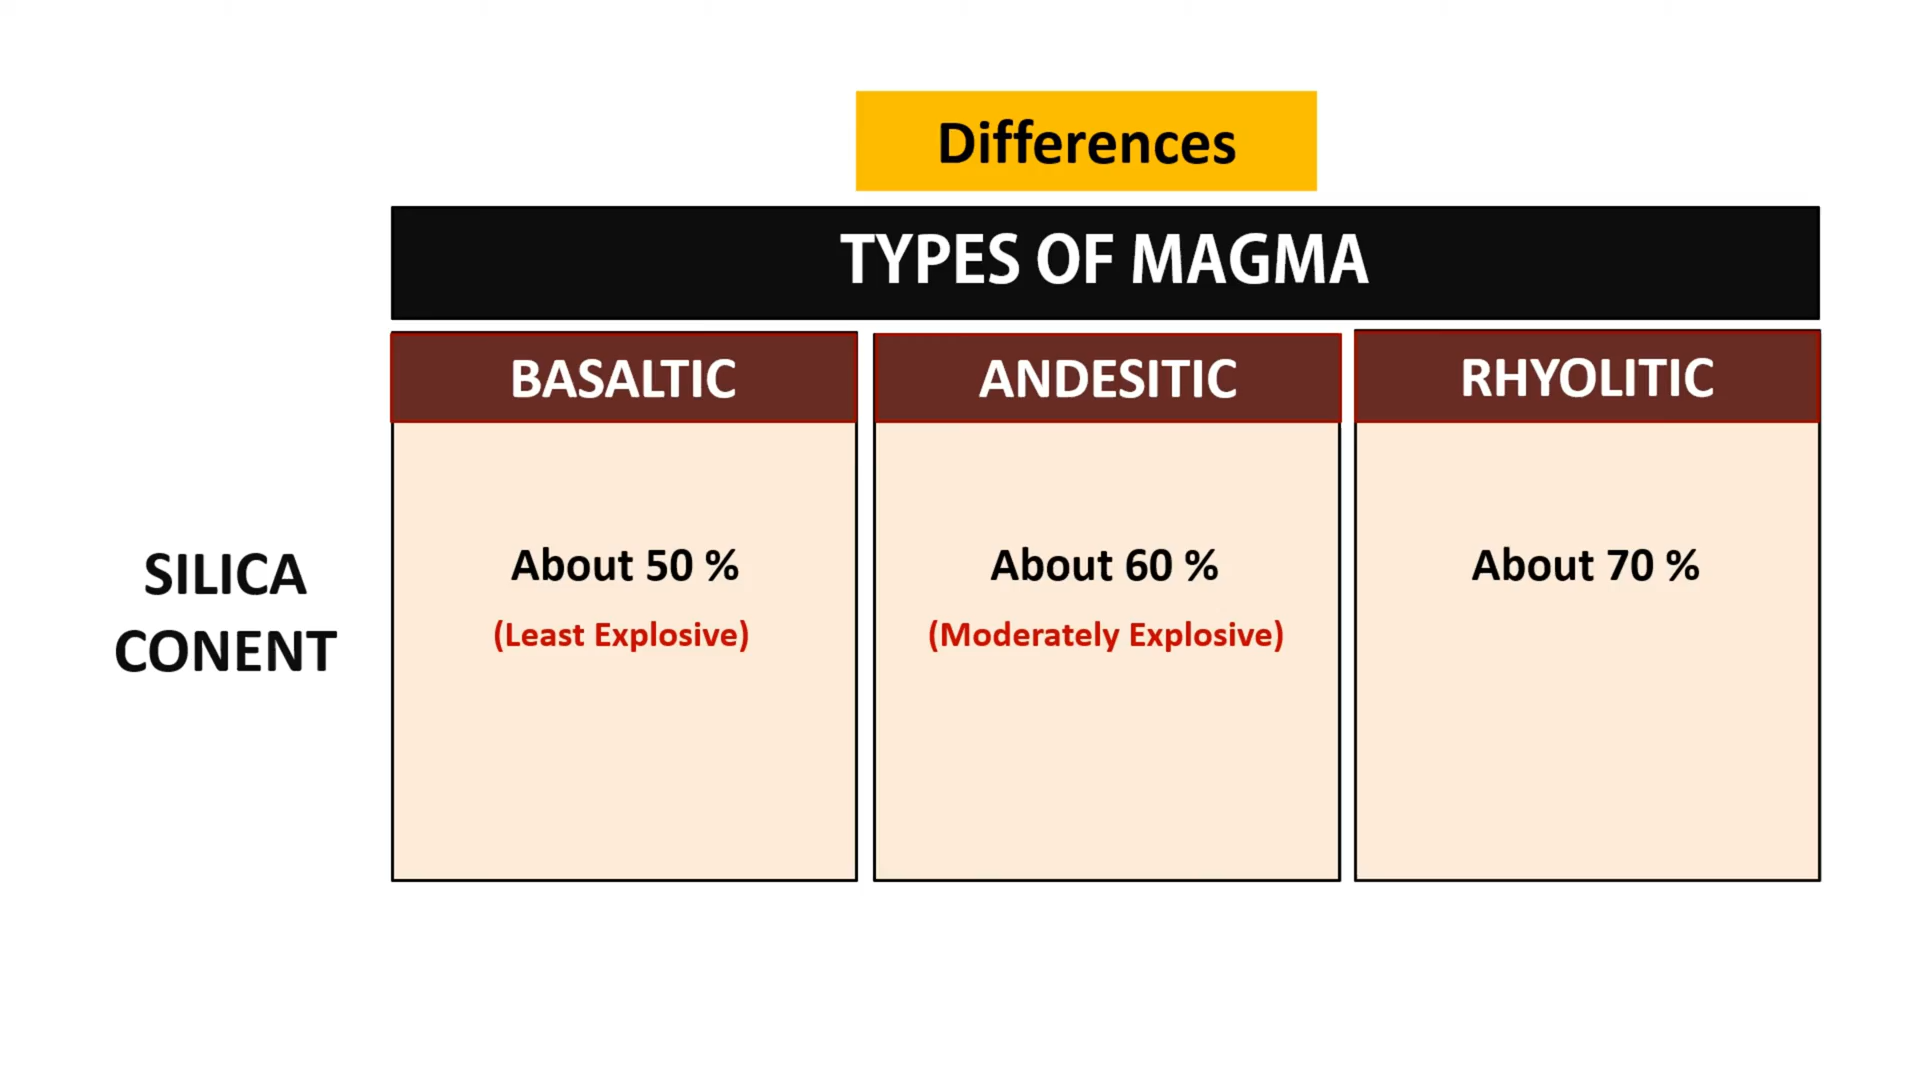 Differences
TYPES OF MAGMA
BASALTIC
ANDESITIC
RHYOLITIC
SILICA
CONENT
About 50 %
(Least Explosive)
About 60 %
(Moderately Explosive)
About 70 %